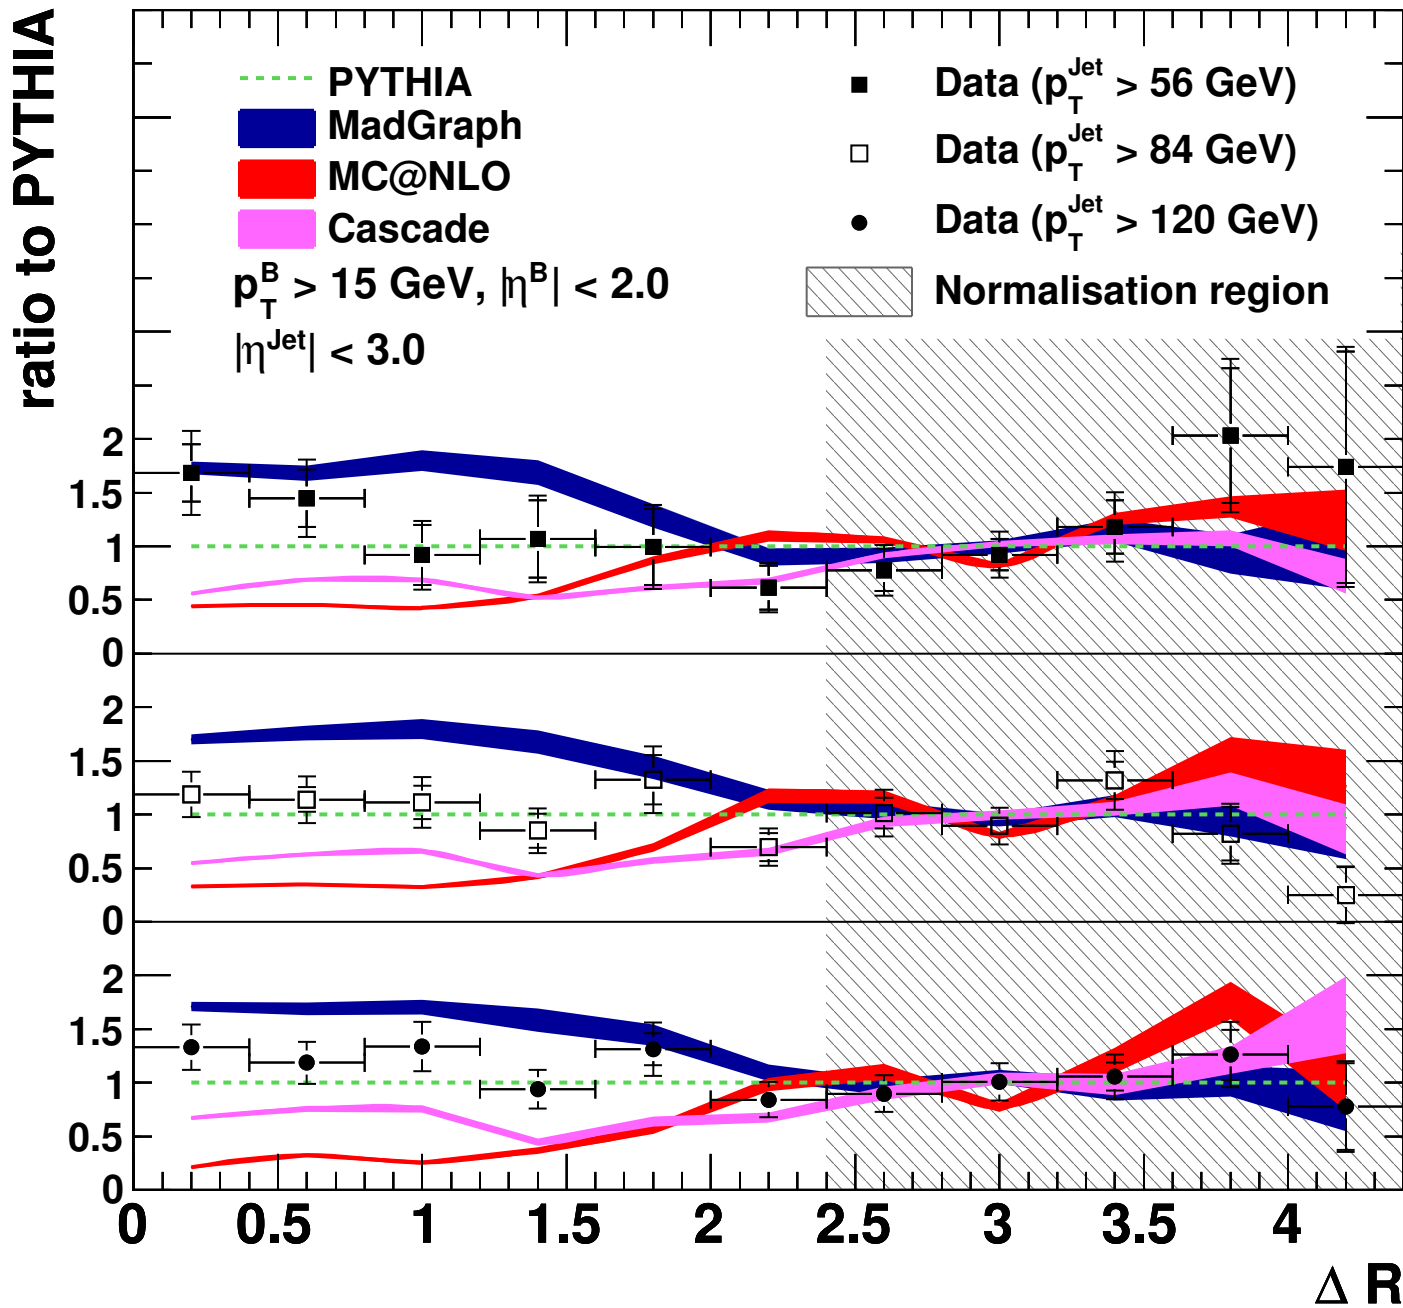 ratio to PYTHIA
PYTHIA
MadGraph
MC@NLO
Cascade
p_T^B > 15 GeV, |η^B| < 2.0
|η^Jet| < 3.0
Data (p_T^Jet > 56 GeV)
Data (p_T^Jet > 84 GeV)
Data (p_T^Jet > 120 GeV)
Normalisation region
2
1.5
1
0.5
0
2
1.5
1
0.5
0
2
1.5
1
0.5
0
0 0.5 1 1.5 2 2.5 3 3.5 4
Δ R